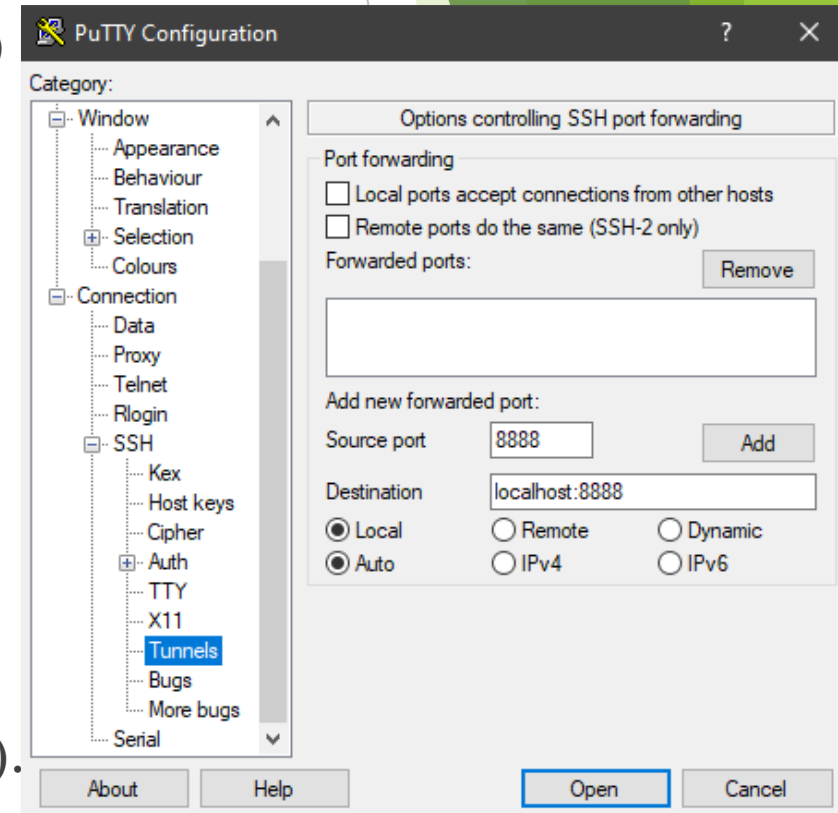 )
PuTTY Configuration ? ×
Category:
Window
Appearance
Behaviour
Translation
Selection
Colours
Connection
Data
Proxy
Telnet
Rlogin
SSH
Kex
Host keys
Cipher
Auth
TTY
X11
Tunnels
Bugs
More bugs
Serial
Options controlling SSH port forwarding
Port forwarding
Local ports accept connections from other hosts
Remote ports do the same (SSH-2 only)
Forwarded ports: Remove
Add new forwarded port:
Source port 8888 Add
Destination localhost:8888
Local Remote Dynamic
Auto IPv4 IPv6
).
About Help Open Cancel